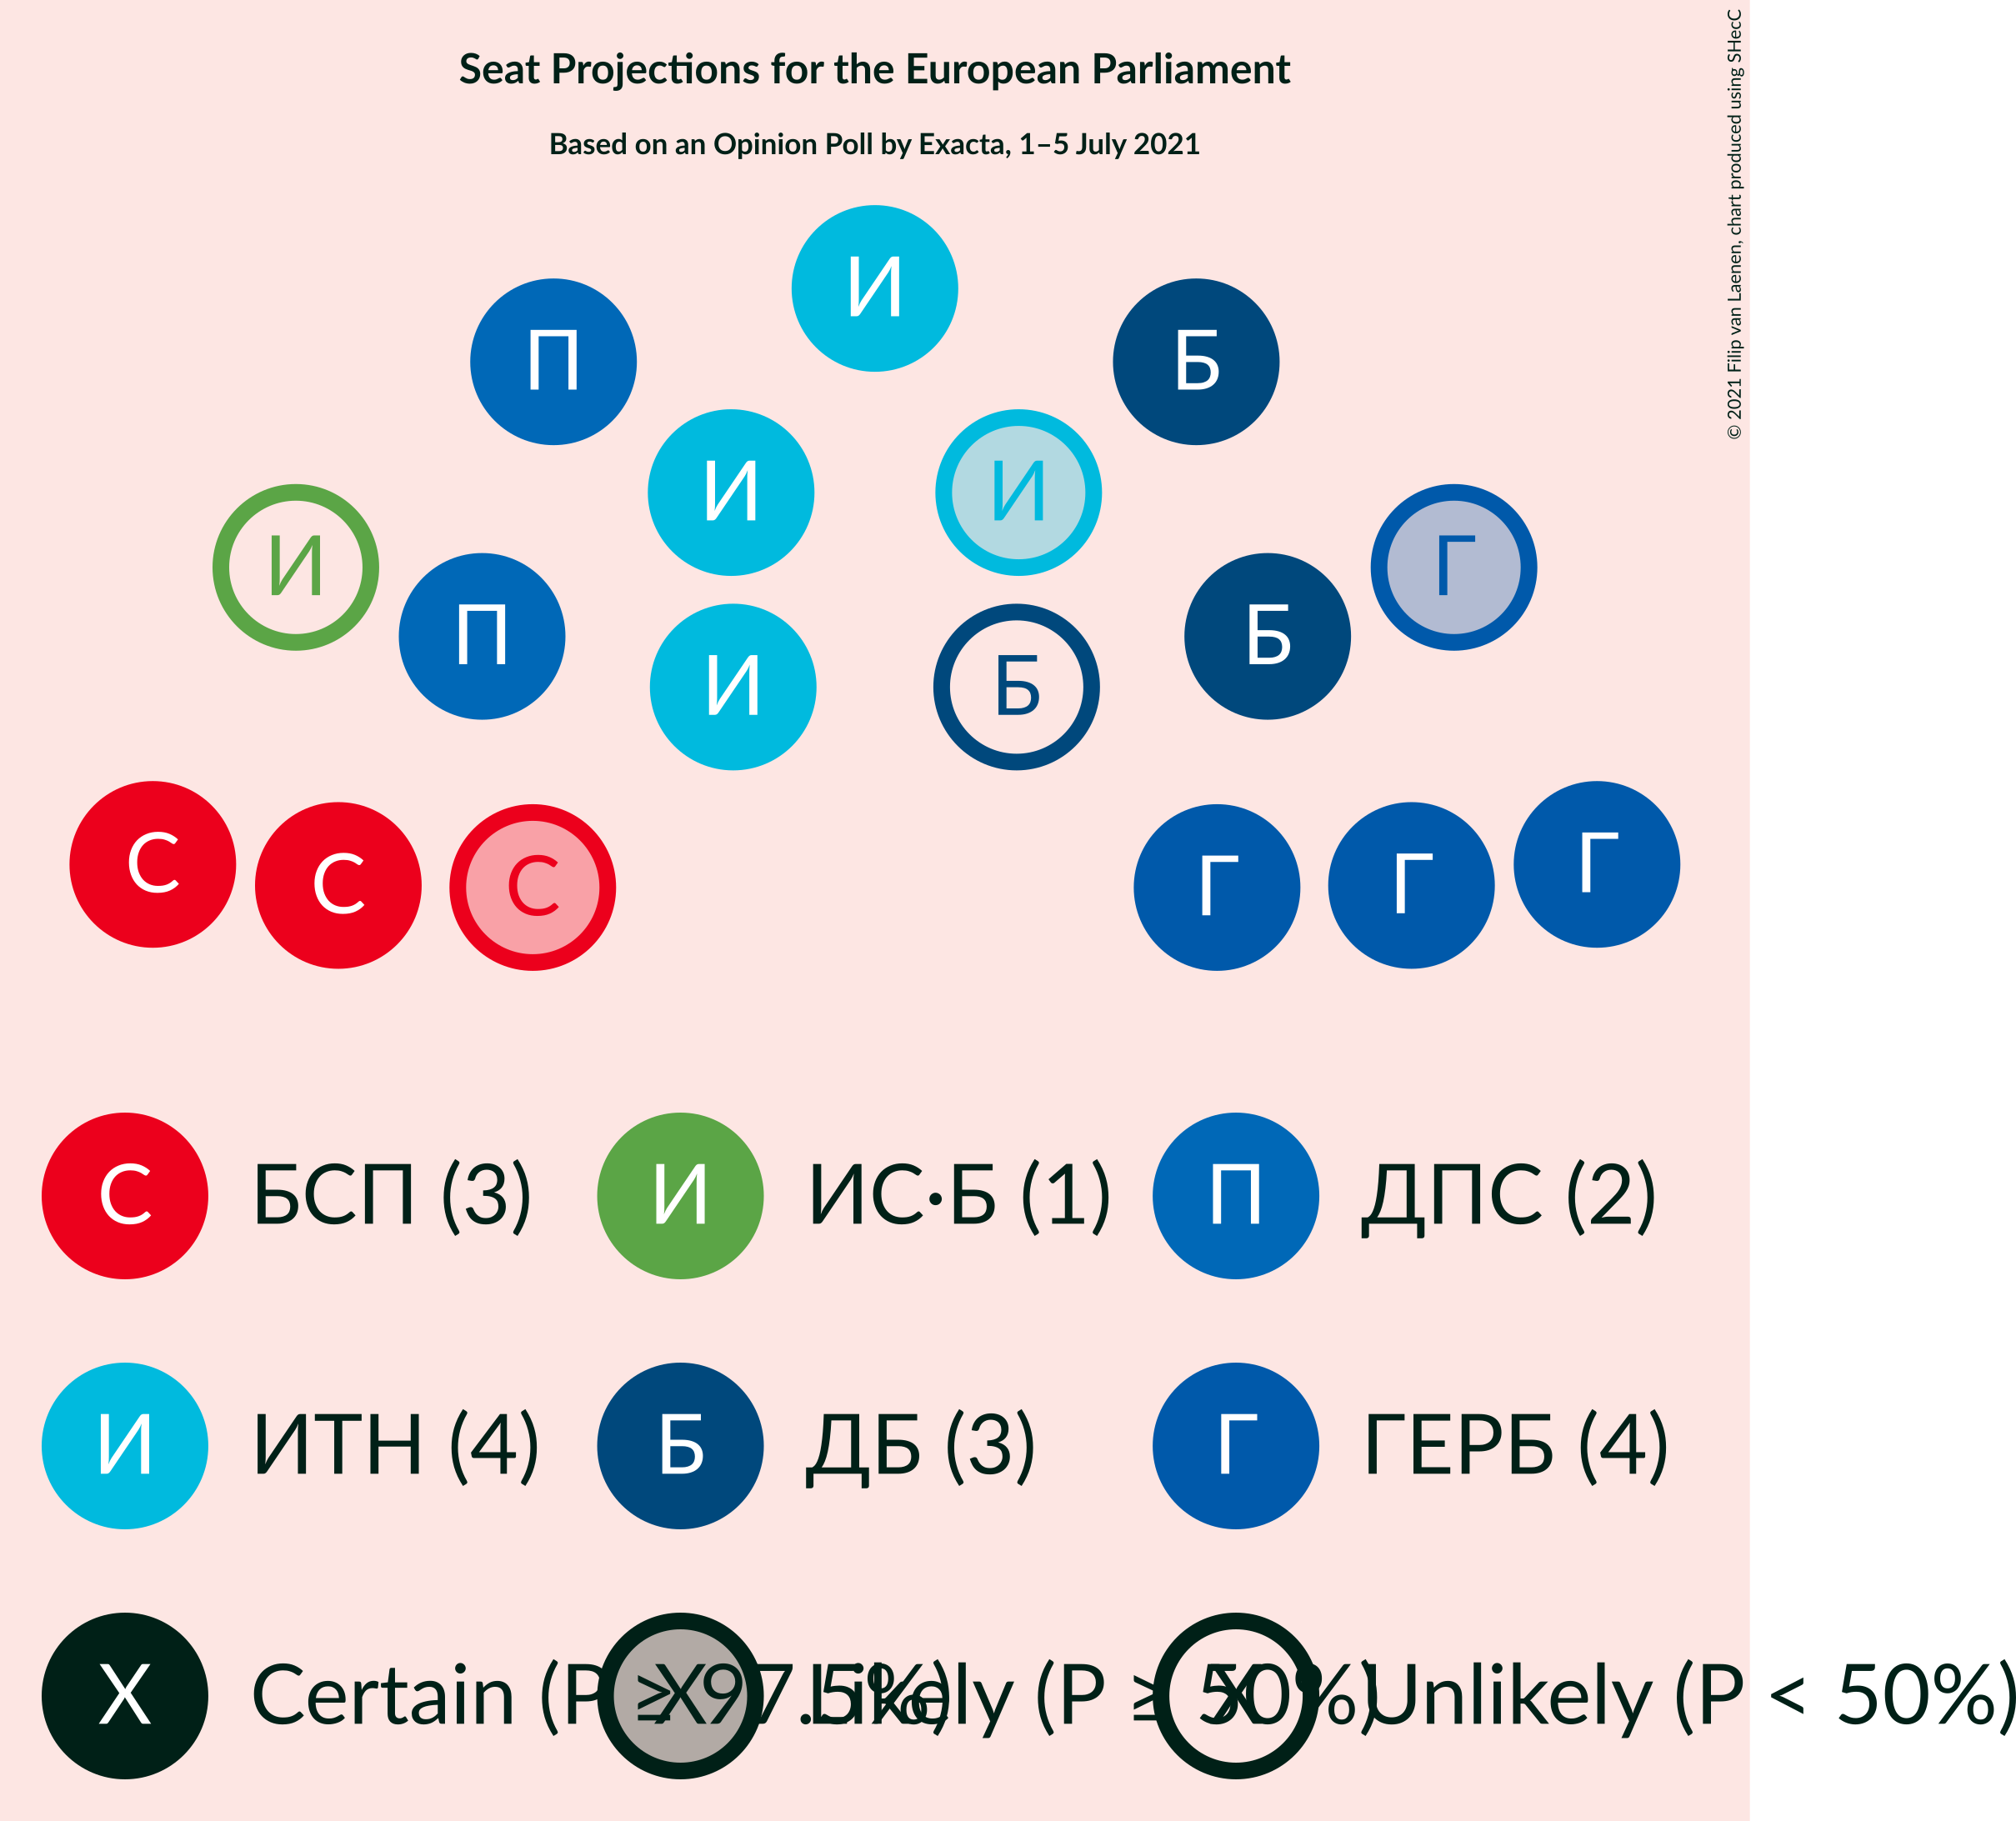 Seat Projections for the European Parliament
Based on an Opinion Poll by Exacta, 1–5 July 2021
© 2021 Filip van Laenen, chart produced using SHecC
И
П
Б
И
И
И
Г
П
Б
И
Б
С
С
С
Г
Г
Г
С БСП (3) И ИС•Б (1) П ДПС (2)
И ИТН (4) Б ДБ (3) Г ГЕРБ (4)
X Certain (P ≥ 97.5%) X Likely (P ≥ 50%) X Unlikely (P < 50%)